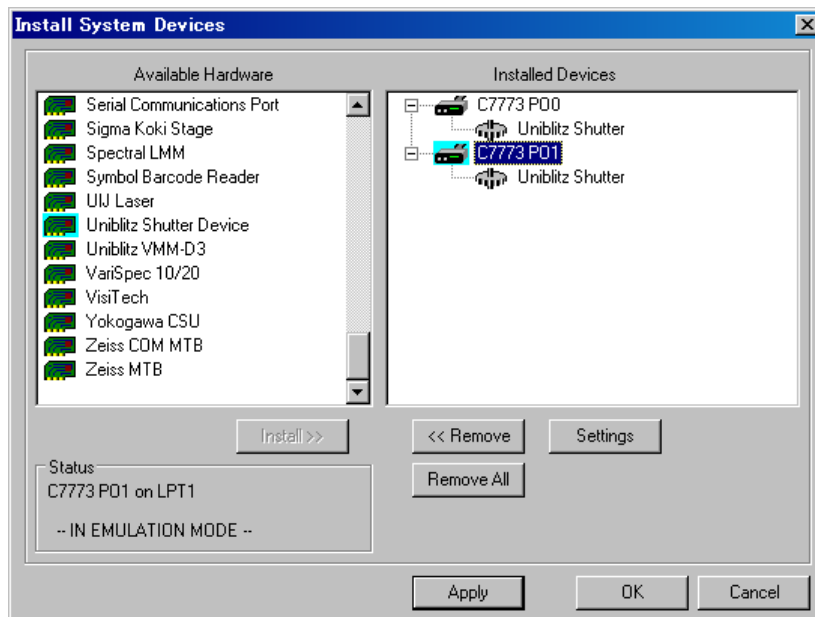 Install System Devices
Available Hardware
Serial Communications Port
Sigma Koki Stage
Spectral LMM
Symbol Barcode Reader
UIJ Laser
Uniblitz Shutter Device
Uniblitz VMM-D3
VariSpec 10/20
VisiTech
Yokogawa CSU
Zeiss COM MTB
Zeiss MTB
Install >>
Status
C7773 PO1 on LPT1
-- IN EMULATION MODE --
Installed Devices
C7773 PO0
Uniblitz Shutter
C7773 PO1
Uniblitz Shutter
<< Remove
Settings
Remove All
Apply
OK
Cancel